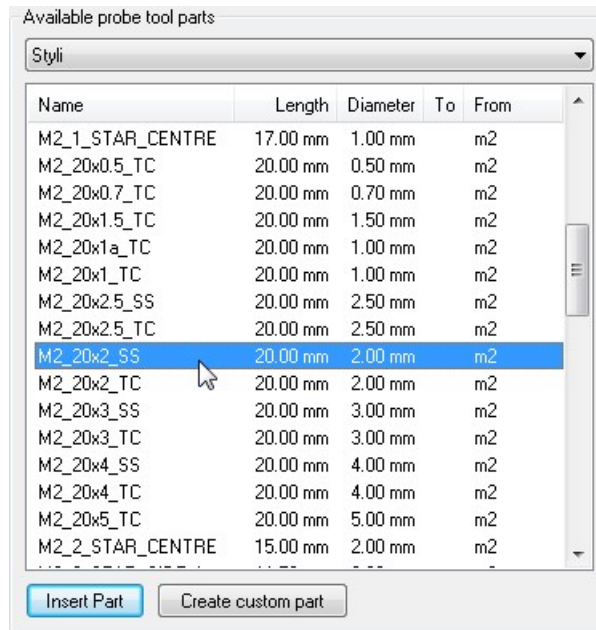 Available probe tool parts
Styli
Name Length Diameter To From
M2_1_STAR_CENTRE 17.00 mm 1.00 mm m2
M2_20x0.5_TC 20.00 mm 0.50 mm m2
M2_20x0.7_TC 20.00 mm 0.70 mm m2
M2_20x1.5_TC 20.00 mm 1.50 mm m2
M2_20x1a_TC 20.00 mm 1.00 mm m2
M2_20x1_TC 20.00 mm 1.00 mm m2
M2_20x2.5_SS 20.00 mm 2.50 mm m2
M2_20x2.5_TC 20.00 mm 2.50 mm m2
M2_20x2_SS 20.00 mm 2.00 mm m2
M2_20x2_TC 20.00 mm 2.00 mm m2
M2_20x3_SS 20.00 mm 3.00 mm m2
M2_20x3_TC 20.00 mm 3.00 mm m2
M2_20x4_SS 20.00 mm 4.00 mm m2
M2_20x4_TC 20.00 mm 4.00 mm m2
M2_20x5_TC 20.00 mm 5.00 mm m2
M2_2_STAR_CENTRE 15.00 mm 2.00 mm m2
Insert Part Create custom part